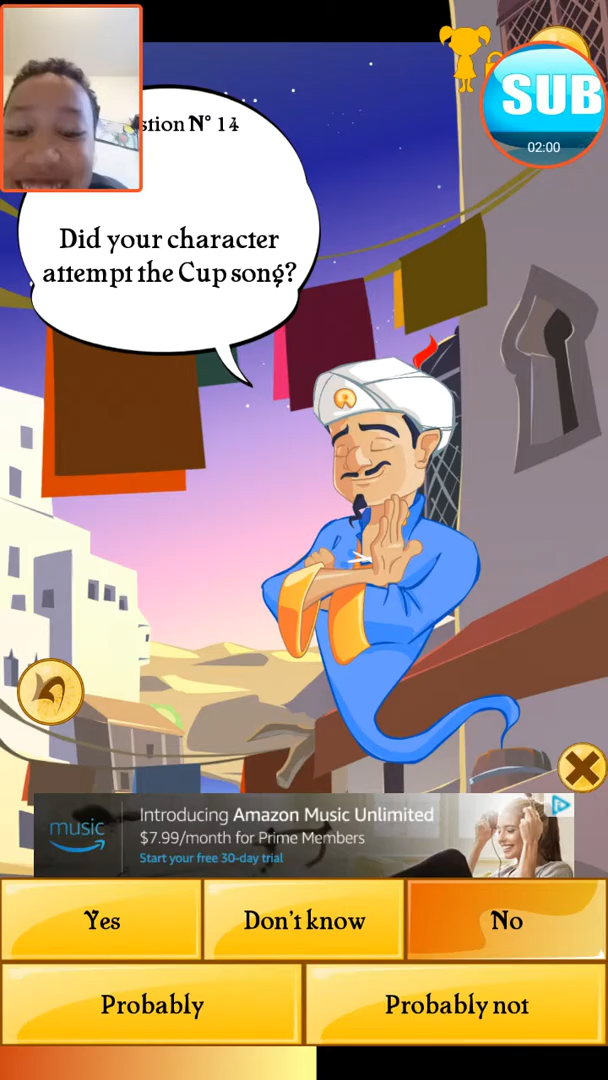 SUB
02:00
stion N° 14
Did your character
attempt the Cup song?
music
Introducing Amazon Music Unlimited
$7.99/month for Prime Members
Start your free 30-day trial
Yes
Don't know
No
Probably
Probably not